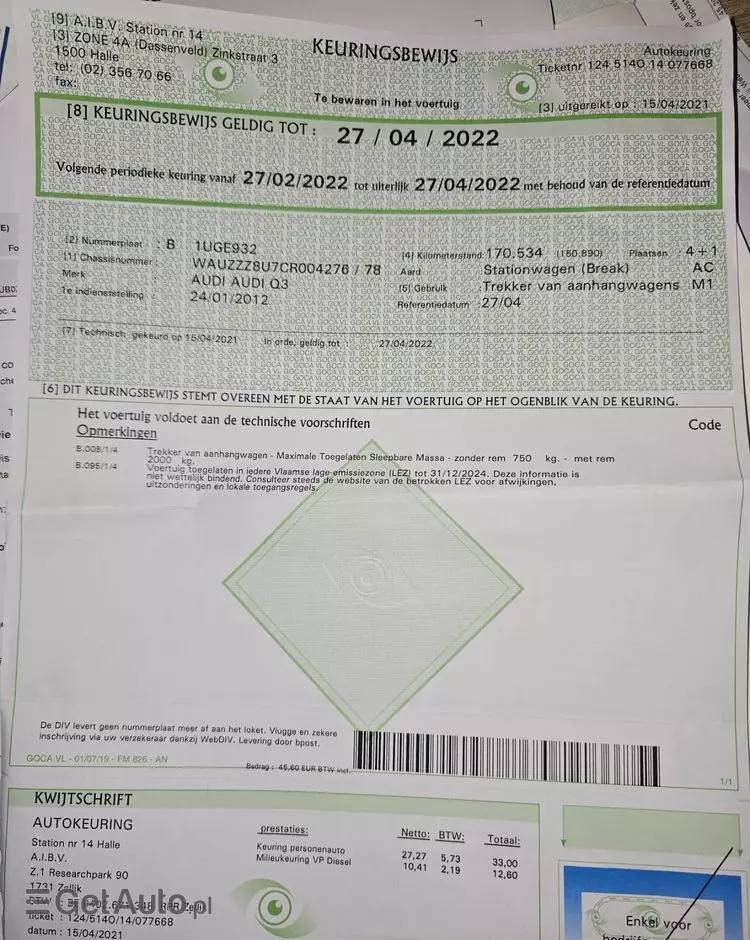 [9] A.I.B.V. Station nr 14
[3] ZONE 4A (Dassenveld) Zinkstraat 3
1500 Halle
tel: (02) 356 70 66
fax:
KEURINGSBEWIJS
Te bewaren in het voertuig
Autokeuring
Ticketnr 124 5140 14 077668
[3] uitgereikt op : 15/04/2021
[8] KEURINGSBEWIJS GELDIG TOT : 27 / 04 / 2022
Volgende periodieke keuring vanaf 27/02/2022 tot uiterlijk 27/04/2022 met behoud van de referentiedatum
[2] Nummerplaat : B 1UGE932
[1] Chassisnummer : WAUZZZ8U7CR004276 / 78
Merk AUDI AUDI Q3
1e indienststelling 24/01/2012
[4] Kilometerstand : 170.534 (150.890) Plaatsen : 4+1
Aard : Stationwagen (Break) AC
[5] Gebruik : Trekker van aanhangwagens M1
Referentiedatum : 27/04
[7] Technisch gekeurd op 15/04/2021 In orde, geldig tot : 27/04/2022
[6] DIT KEURINGSBEWIJS STEMT OVEREEN MET DE STAAT VAN HET VOERTUIG OP HET OGENBLIK VAN DE KEURING.
Het voertuig voldoet aan de technische voorschriften
Code
Opmerkingen
B.008/1/4 Trekker van aanhangwagen - Maximale Toegelaten Sleepbare Massa - zonder rem 750 kg. - met rem
2000 kg.
B.095/1/4 Voertuig toegelaten in iedere Vlaamse lage-emissiezone (LEZ) tot 31/12/2024. Deze informatie is
niet wettelijk bindend. Consulteer steeds de website van de betrokken LEZ voor afwijkingen,
uitzonderingen en lokale toegangsregels.
De DIV levert geen nummerplaat meer af aan het loket. Vlugge en zekere
inschrijving via uw verzekeraar dankzij WebDIV. Levering door bpost.
GOCA VL - 01/07/19 - FM 826 - AN
Bedrag : 45,60 EUR BTW incl.
1/1
KWIJTSCHRIFT
AUTOKEURING
Station nr 14 Halle
A.I.B.V.
Z.1 Researchpark 90
1731 Zellik
ticket : 124/5140/14/077668
datum : 15/04/2021
prestaties: Netto: BTW: Totaal:
Keuring personenauto 27,27 5,73 33,00
Milieukeuring VP Diesel 10,41 2,19 12,60
Enkel voor
GetAuto.pl